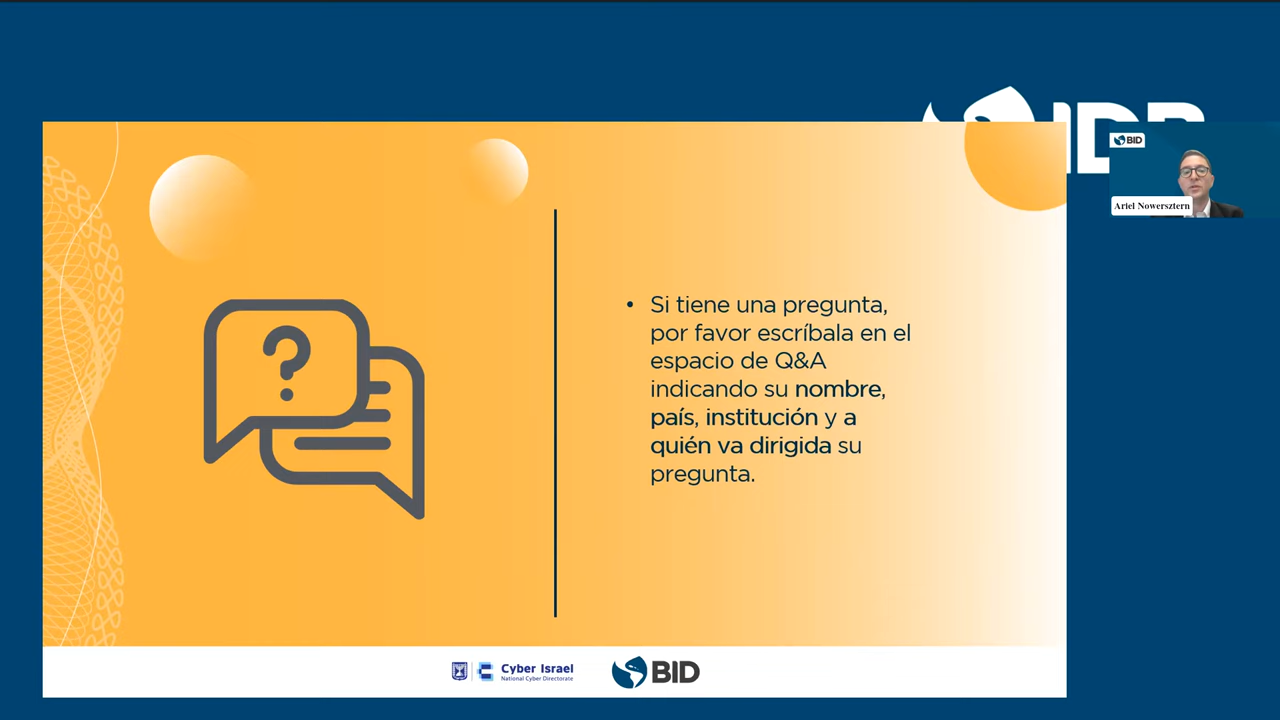 IDB
BID
Ariel Nowersztern
?
• Si tiene una pregunta,
por favor escríbala en el
espacio de Q&A
indicando su nombre,
país, institución y a
quién va dirigida su
pregunta.
Cyber Israel
National Cyber Directorate
BID